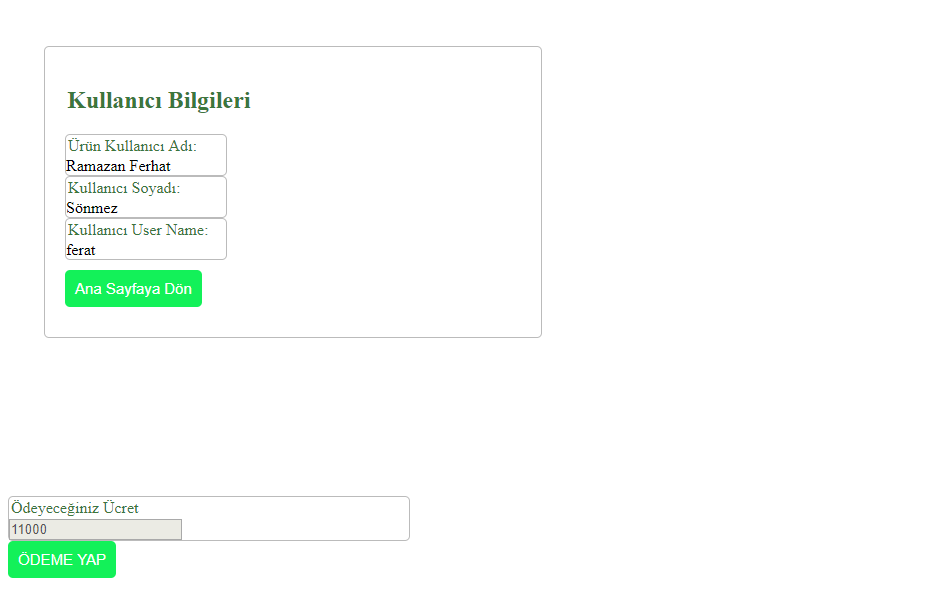 Kullanıcı Bilgileri
Ürün Kullanıcı Adı:
Ramazan Ferhat
Kullanıcı Soyadı:
Sönmez
Kullanıcı User Name:
ferat
Ana Sayfaya Dön
Ödeyeceğiniz Ücret
11000
ÖDEME YAP